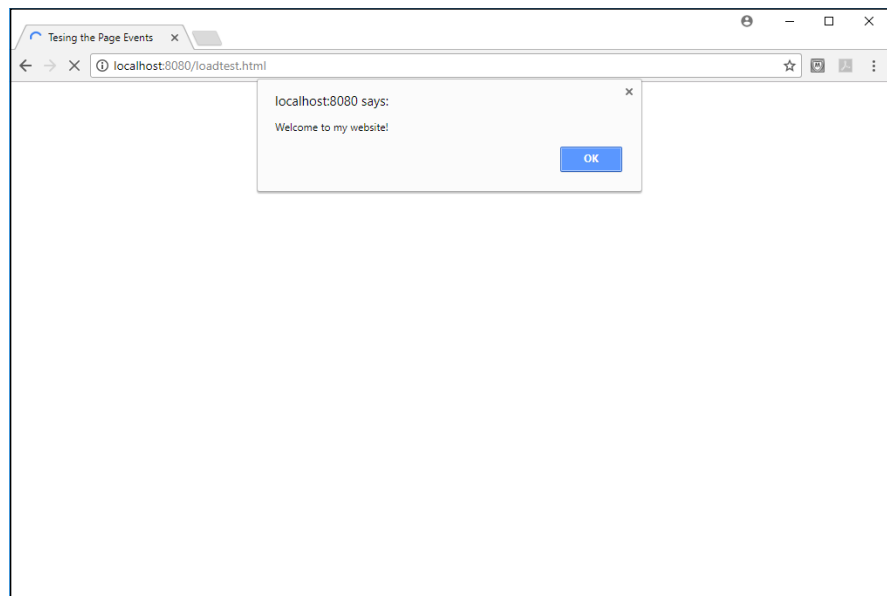 Tesing the Page Events
localhost:8080/loadtest.html
localhost:8080 says:
Welcome to my website!
OK